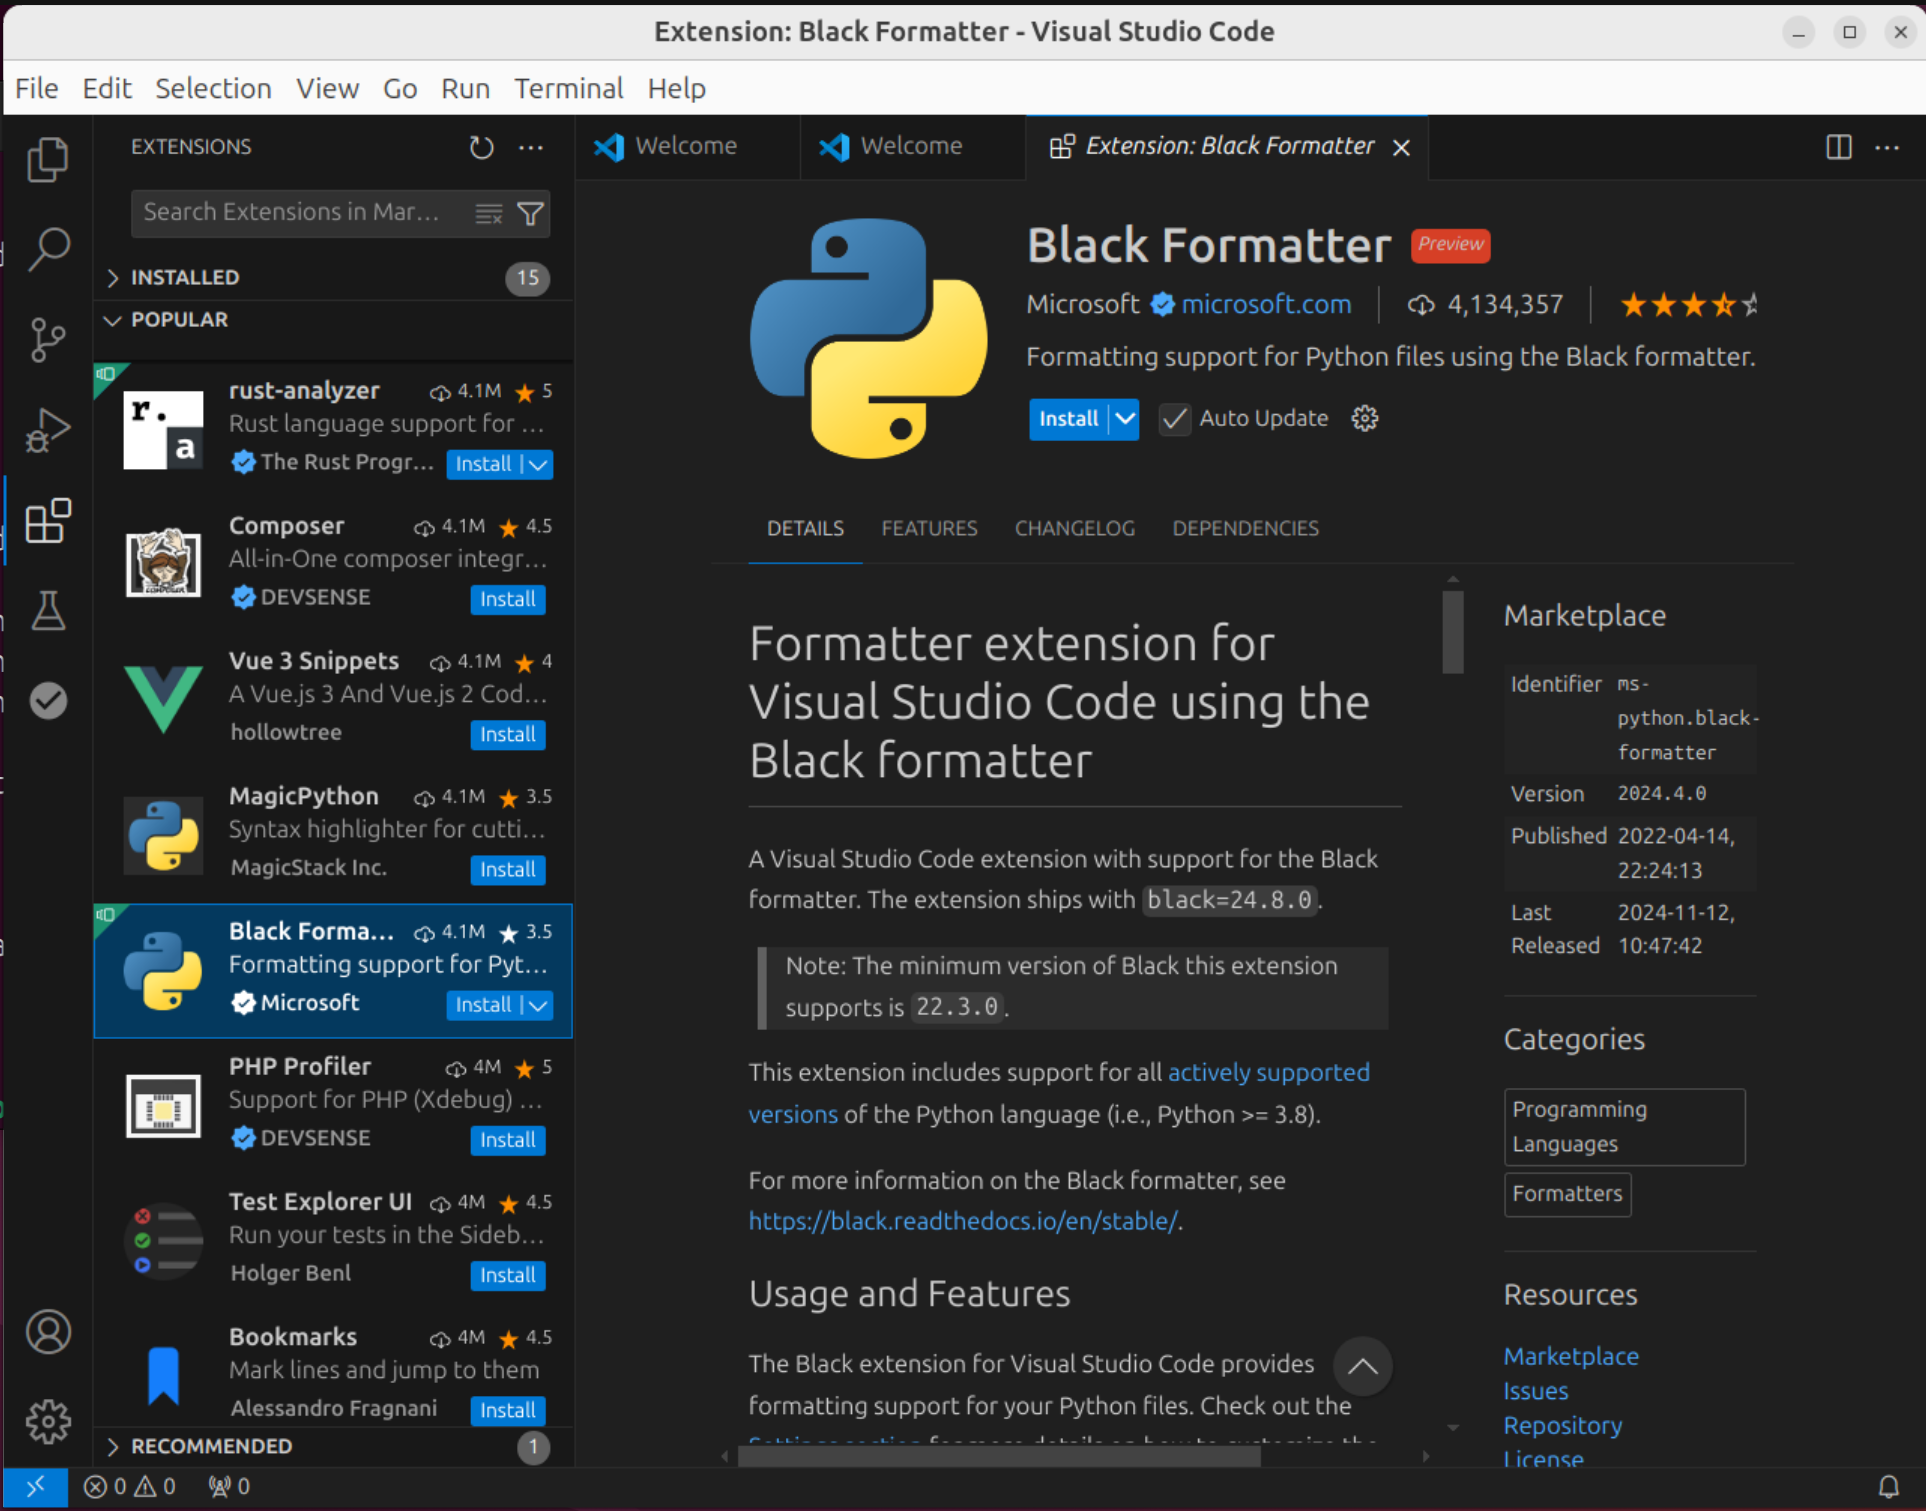 Extension: Black Formatter - Visual Studio Code
File Edit Selection View Go Run Terminal Help
EXTENSIONS
Search Extensions in Mar...
INSTALLED 15
POPULAR
rust-analyzer 4.1M 5
Rust language support for ...
The Rust Progr... Install
Composer 4.1M 4.5
All-in-One composer integr...
DEVSENSE Install
Vue 3 Snippets 4.1M 4
A Vue.js 3 And Vue.js 2 Cod...
hollowtree Install
MagicPython 4.1M 3.5
Syntax highlighter for cutti...
MagicStack Inc. Install
Black Forma... 4.1M 3.5
Formatting support for Pyt...
Microsoft Install
PHP Profiler 4M 5
Support for PHP (Xdebug) ...
DEVSENSE Install
Test Explorer UI 4M 4.5
Run your tests in the Sideb...
Holger Benl Install
Bookmarks 4M 4.5
Mark lines and jump to them
Alessandro Fragnani Install
RECOMMENDED 1
Welcome Welcome Extension: Black Formatter
Black Formatter Preview
Microsoft microsoft.com 4,134,357
Formatting support for Python files using the Black formatter.
Install Auto Update
DETAILS FEATURES CHANGELOG DEPENDENCIES
Formatter extension for
Visual Studio Code using the
Black formatter
A Visual Studio Code extension with support for the Black
formatter. The extension ships with black=24.8.0.
Note: The minimum version of Black this extension
supports is 22.3.0.
This extension includes support for all actively supported
versions of the Python language (i.e., Python >= 3.8).
For more information on the Black formatter, see
https://black.readthedocs.io/en/stable/.
Usage and Features
The Black extension for Visual Studio Code provides
formatting support for your Python files. Check out the
Marketplace
Identifier ms-
python.black-
formatter
Version 2024.4.0
Published 2022-04-14,
22:24:13
Last 2024-11-12,
Released 10:47:42
Categories
Programming
Languages
Formatters
Resources
Marketplace
Issues
Repository
License
0 0 0